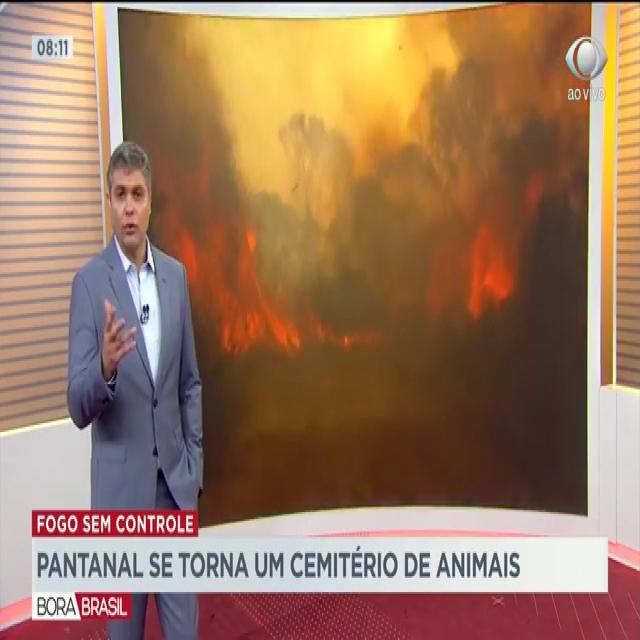 08:11
ao vivo
FOGO SEM CONTROLE
PANTANAL SE TORNA UM CEMITÉRIO DE ANIMAIS
BORA BRASIL